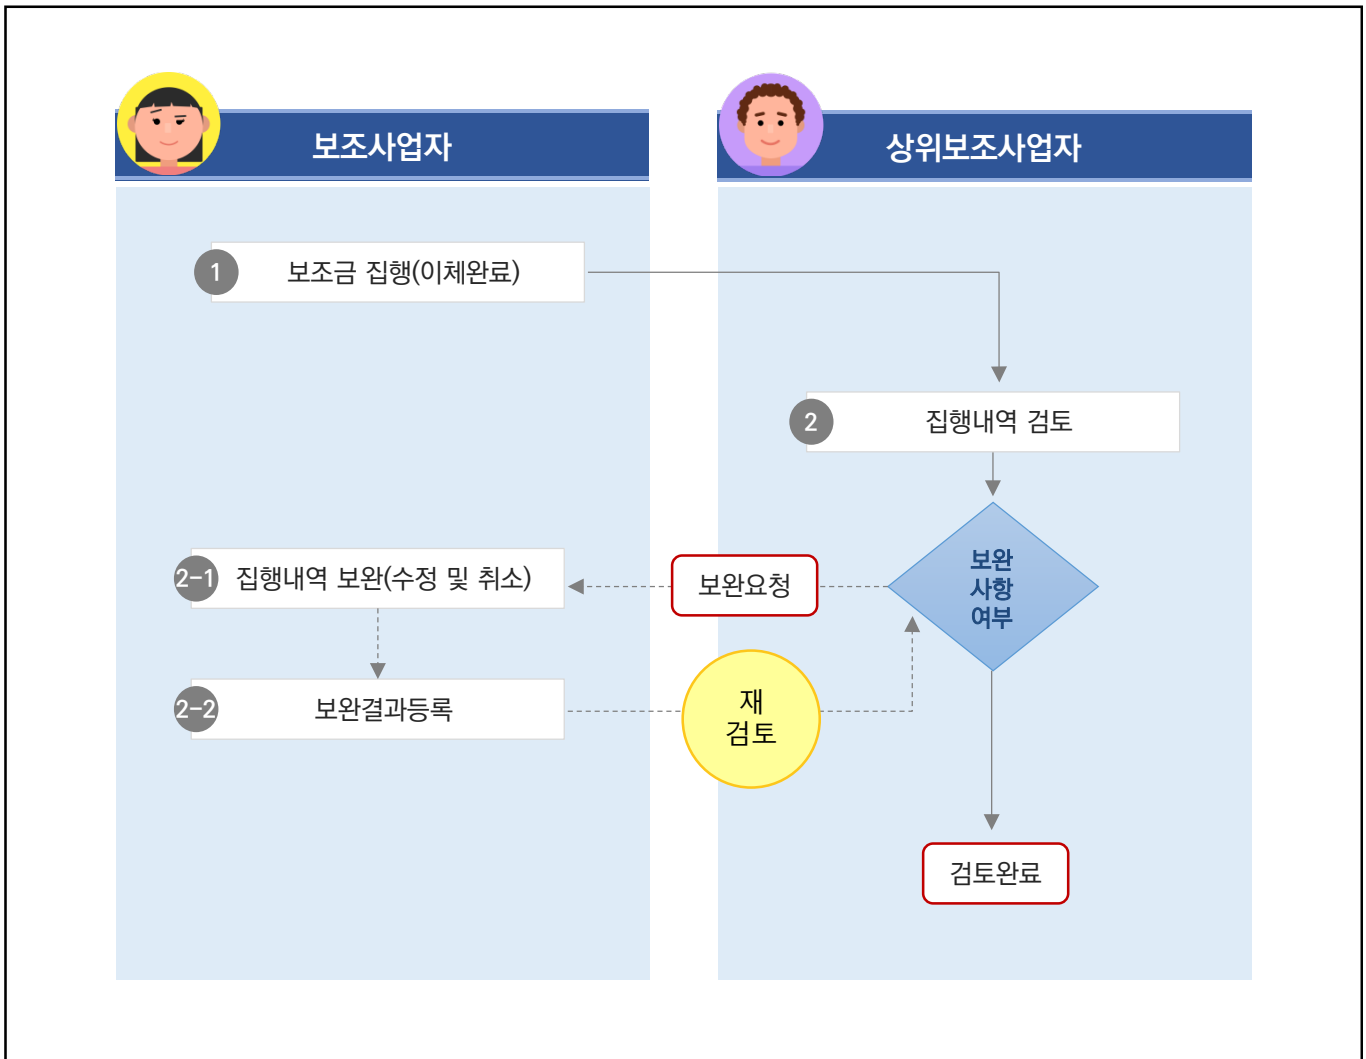 보조사업자
상위보조사업자
1
보조금 집행(이체완료)
2
집행내역 검토
보완
사항
여부
보완요청
2-1
집행내역 보완(수정 및 취소)
2-2
보완결과등록
재
검토
검토완료